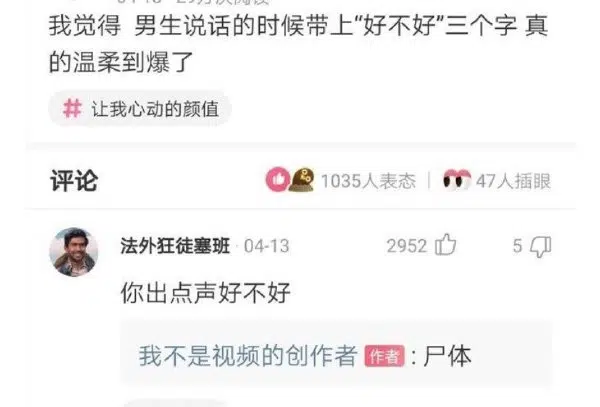 我觉得 男生说话的时候带上“好不好”三个字 真
的温柔到爆了
# 让我心动的颜值
评论 1035人表态 47人插眼
法外狂徒塞班 · 04-13 2952 5
你出点声好不好
我不是视频的创作者 作者 : 尸体